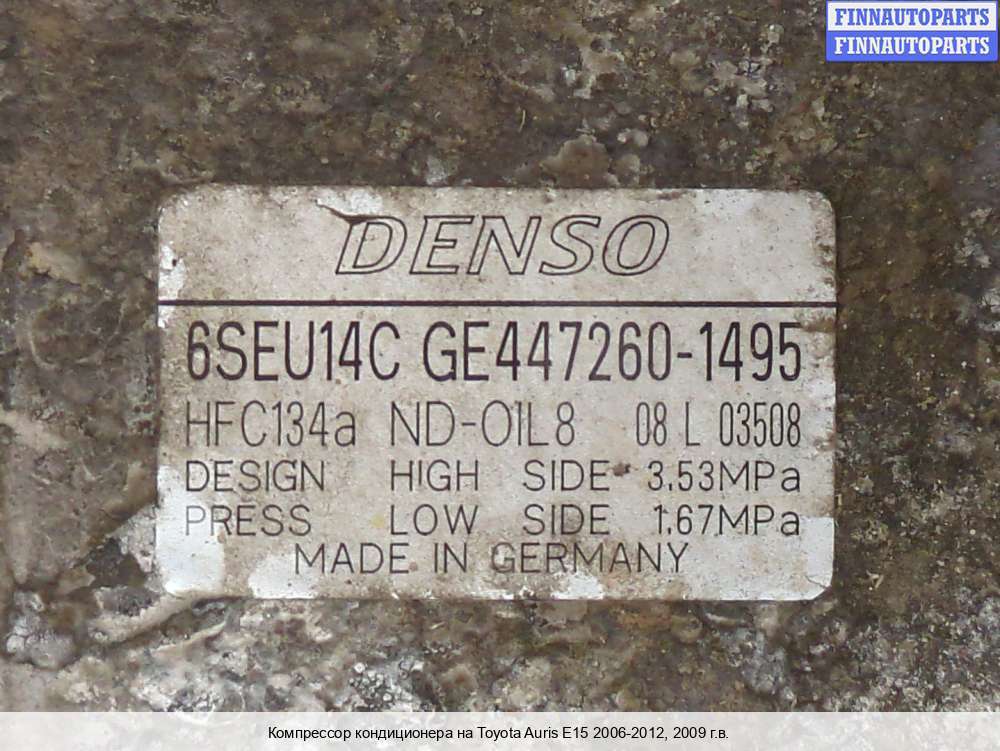 FINNAUTOPARTS
FINNAUTOPARTS
DENSO
6SEU14C GE447260-1495
HFC134a ND-OIL8 08 L 03508
DESIGN HIGH SIDE 3.53MPa
PRESS LOW SIDE 1.67MPa
MADE IN GERMANY
Компрессор кондиционера на Toyota Auris E15 2006-2012, 2009 г.в.